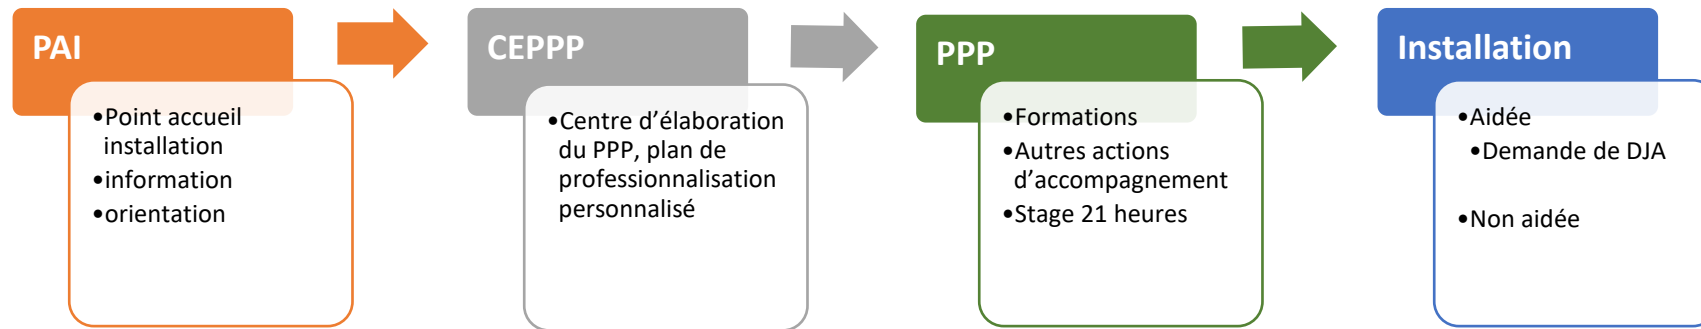 PAI
•Point accueil
installation
•information
•orientation
CEPPP
•Centre d’élaboration
du PPP, plan de
professionnalisation
personnalisé
PPP
•Formations
•Autres actions
d’accompagnement
•Stage 21 heures
Installation
•Aidée
•Demande de DJA
•Non aidée